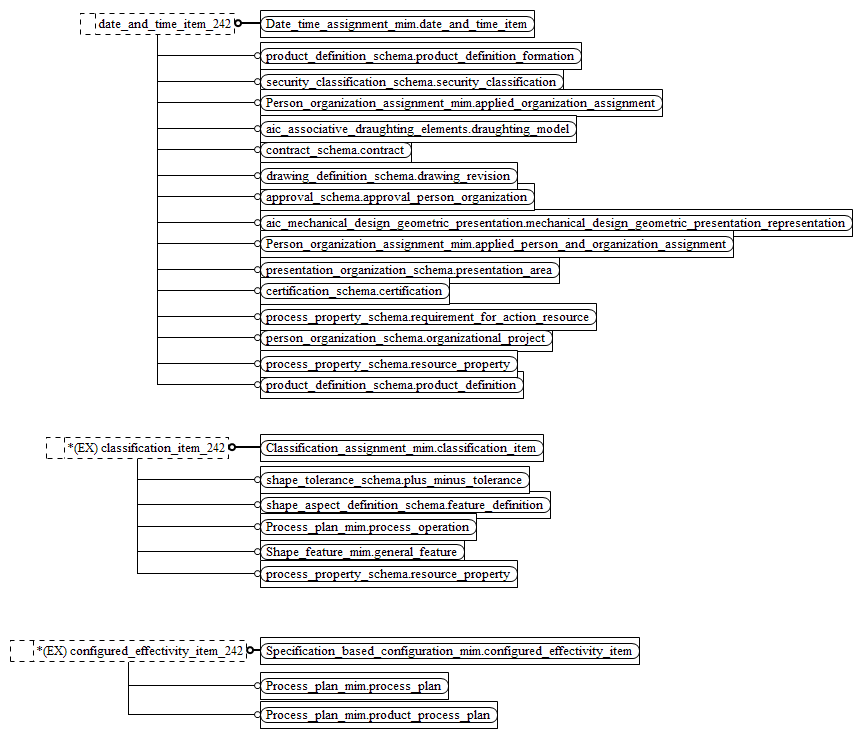 date_and_time_item_242
Date_time_assignment_mim.date_and_time_item
product_definition_schema.product_definition_formation
security_classification_schema.security_classification
Person_organization_assignment_mim.applied_organization_assignment
aic_associative_draughting_elements.draughting_model
contract_schema.contract
drawing_definition_schema.drawing_revision
approval_schema.approval_person_organization
aic_mechanical_design_geometric_presentation.mechanical_design_geometric_presentation_representation
Person_organization_assignment_mim.applied_person_and_organization_assignment
presentation_organization_schema.presentation_area
certification_schema.certification
process_property_schema.requirement_for_action_resource
person_organization_schema.organizational_project
process_property_schema.resource_property
product_definition_schema.product_definition
*(EX) classification_item_242
Classification_assignment_mim.classification_item
shape_tolerance_schema.plus_minus_tolerance
shape_aspect_definition_schema.feature_definition
Process_plan_mim.process_operation
Shape_feature_mim.general_feature
process_property_schema.resource_property
*(EX) configured_effectivity_item_242
Specification_based_configuration_mim.configured_effectivity_item
Process_plan_mim.process_plan
Process_plan_mim.product_process_plan